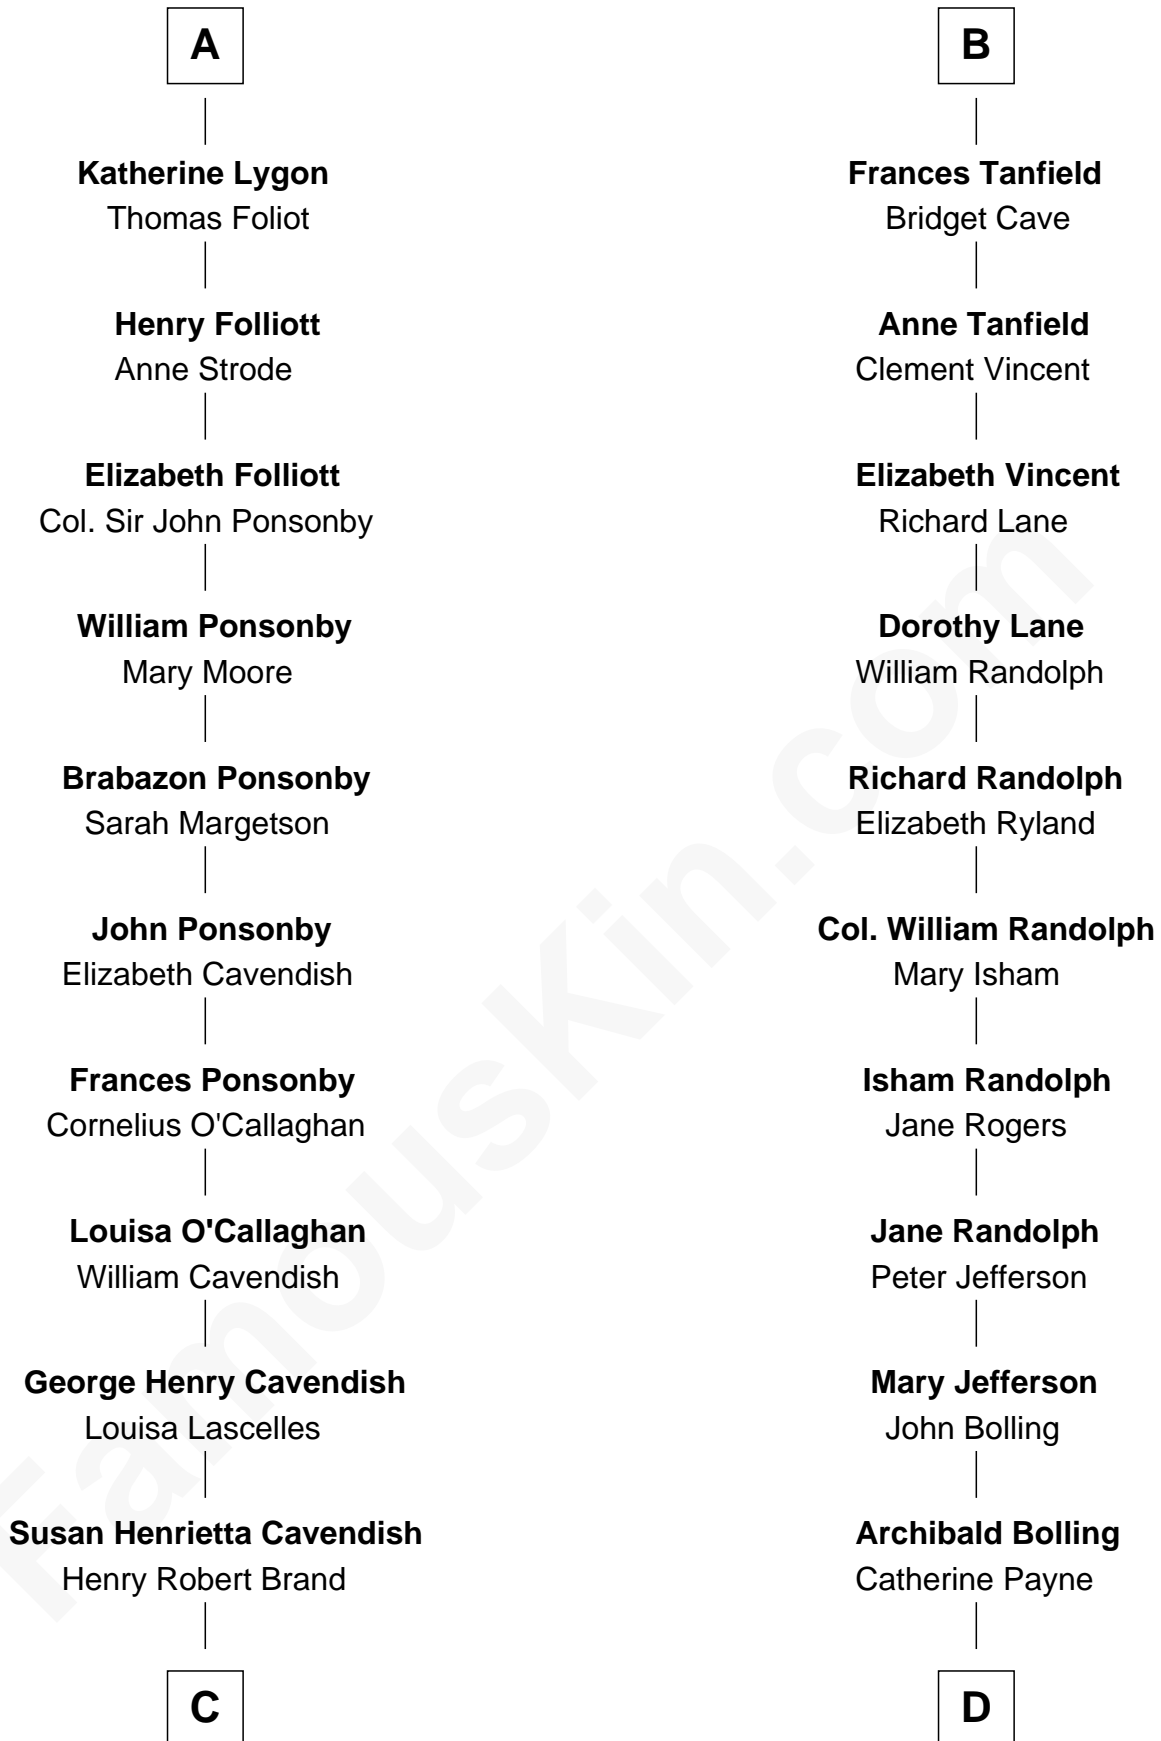 A
Katherine Lygon
Thomas Foliot
Henry Folliott
Anne Strode
Elizabeth Folliott
Col. Sir John Ponsonby
William Ponsonby
Mary Moore
Brabazon Ponsonby
Sarah Margetson
John Ponsonby
Elizabeth Cavendish
Frances Ponsonby
Cornelius O'Callaghan
Louisa O'Callaghan
William Cavendish
George Henry Cavendish
Louisa Lascelles
Susan Henrietta Cavendish
Henry Robert Brand
C
B
Frances Tanfield
Bridget Cave
Anne Tanfield
Clement Vincent
Elizabeth Vincent
Richard Lane
Dorothy Lane
William Randolph
Richard Randolph
Elizabeth Ryland
Col. William Randolph
Mary Isham
Isham Randolph
Jane Rogers
Jane Randolph
Peter Jefferson
Mary Jefferson
John Bolling
Archibald Bolling
Catherine Payne
D
FamousKin.com